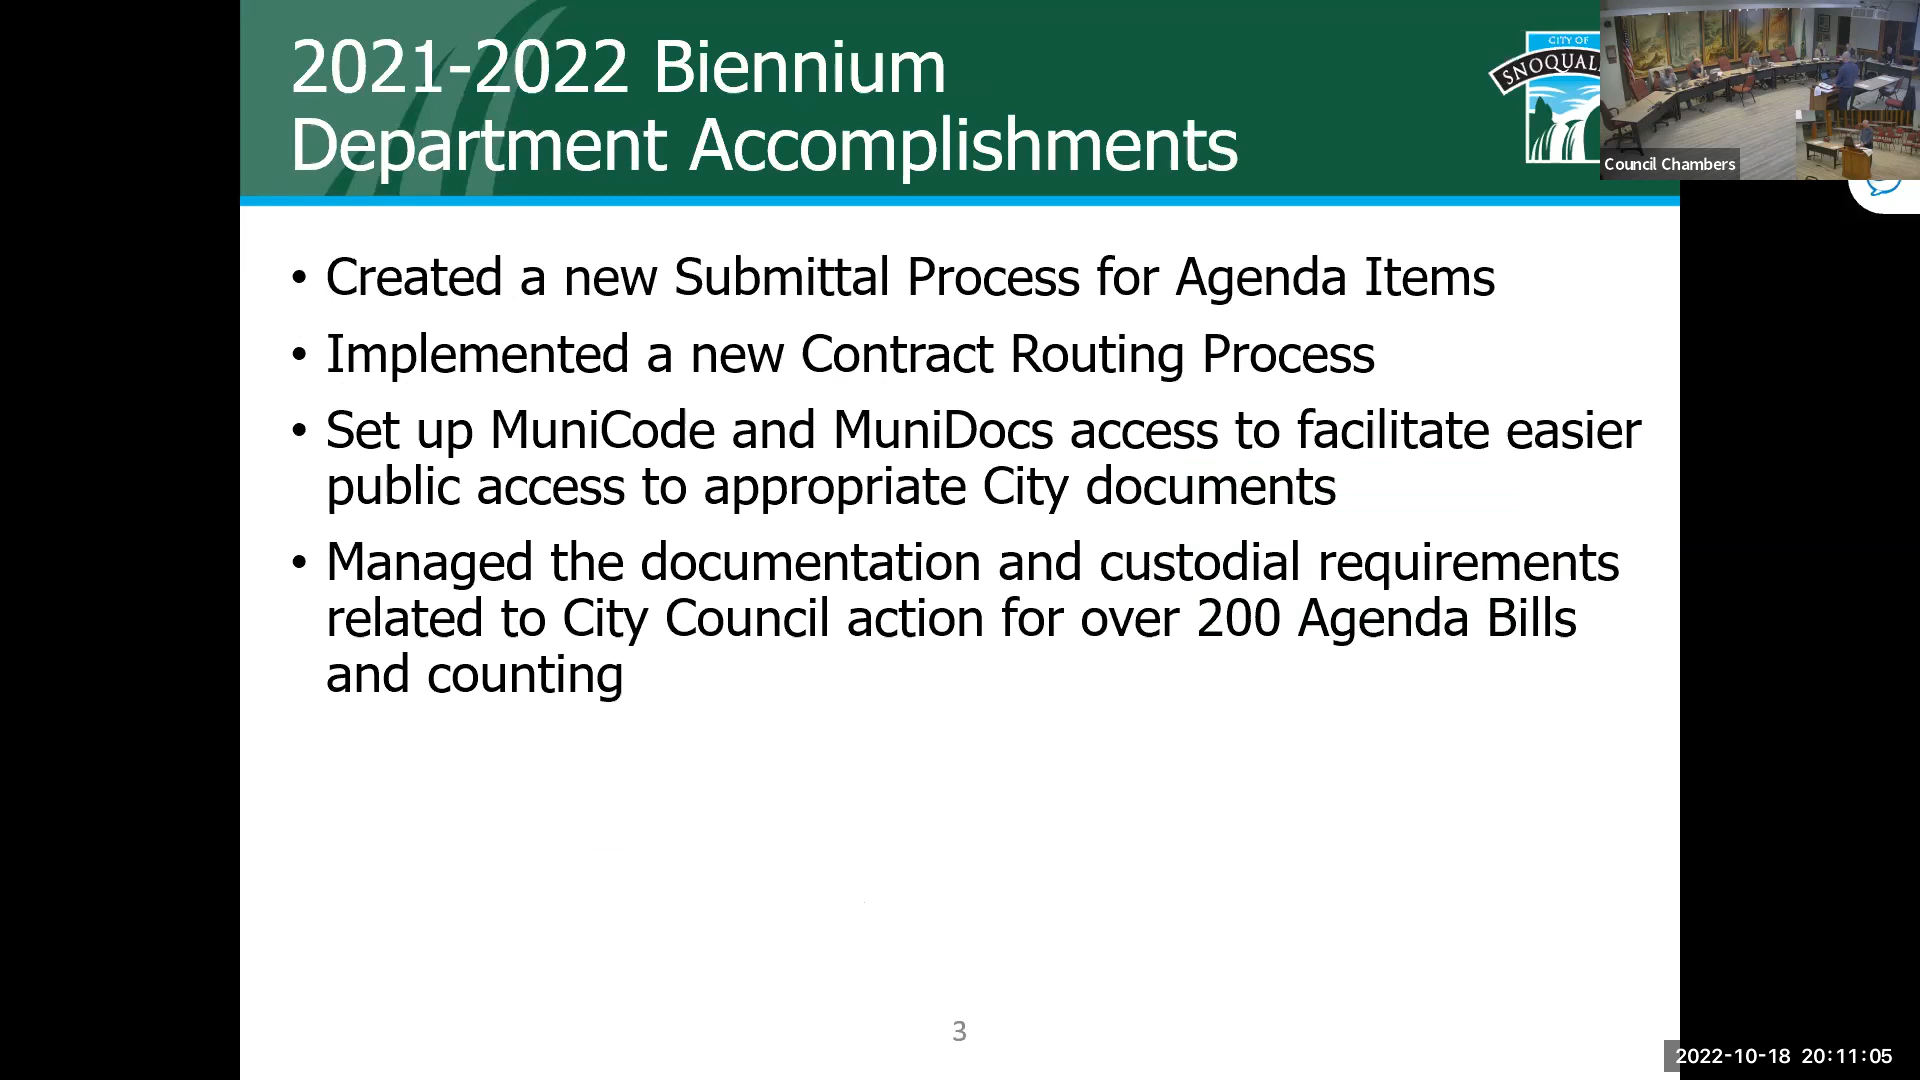 2021-2022 Biennium
Department Accomplishments
CITY OF
SNOQUAL
Council Chambers
• Created a new Submittal Process for Agenda Items
• Implemented a new Contract Routing Process
• Set up MuniCode and MuniDocs access to facilitate easier
public access to appropriate City documents
• Managed the documentation and custodial requirements
related to City Council action for over 200 Agenda Bills
and counting
3
2022-10-18 20:11:05